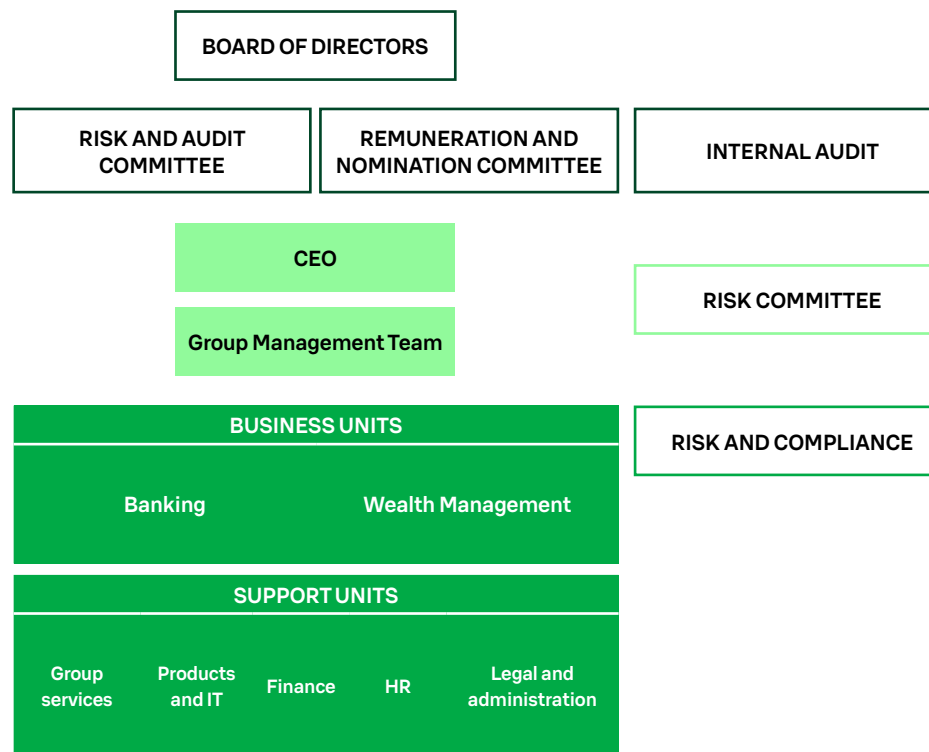 BOARD OF DIRECTORS
RISK AND AUDIT
COMMITTEE
REMUNERATION AND
NOMINATION COMMITTEE
INTERNAL AUDIT
CEO
RISK COMMITTEE
Group Management Team
BUSINESS UNITS
RISK AND COMPLIANCE
Banking
Wealth Management
SUPPORT UNITS
Group
services
Products
and IT
Finance
HR
Legal and
administration